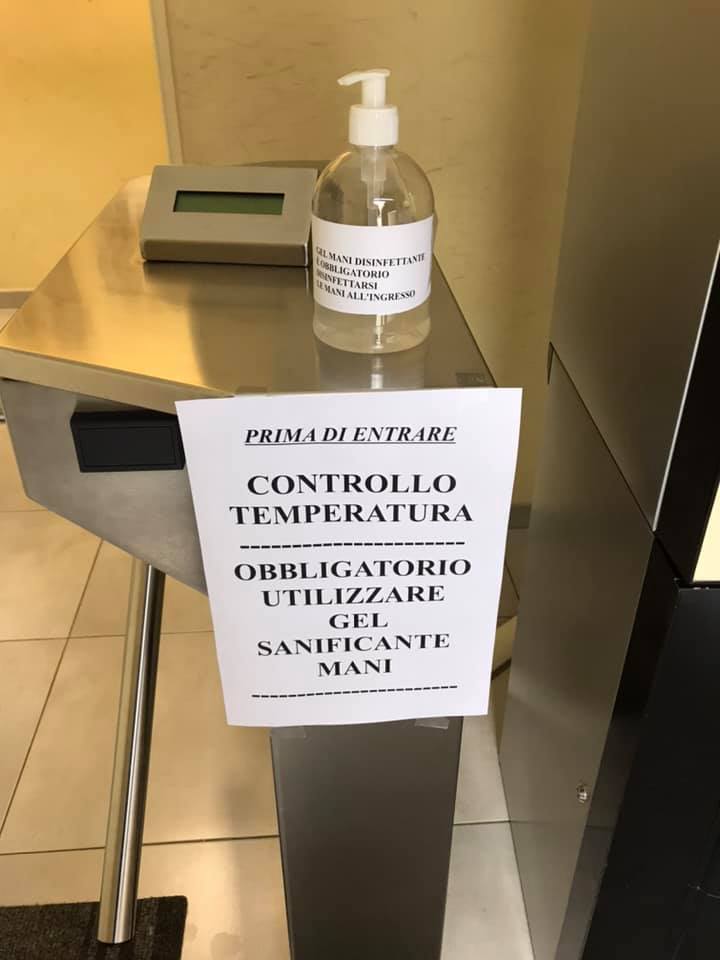 GEL MANI DISINFETTANTE
È OBBLIGATORIO
DISINFETTARSI
LE MANI ALL'INGRESSO
PRIMA DI ENTRARE
CONTROLLO
TEMPERATURA
-----------------------
OBBLIGATORIO
UTILIZZARE
GEL
SANIFICANTE
MANI
-----------------------